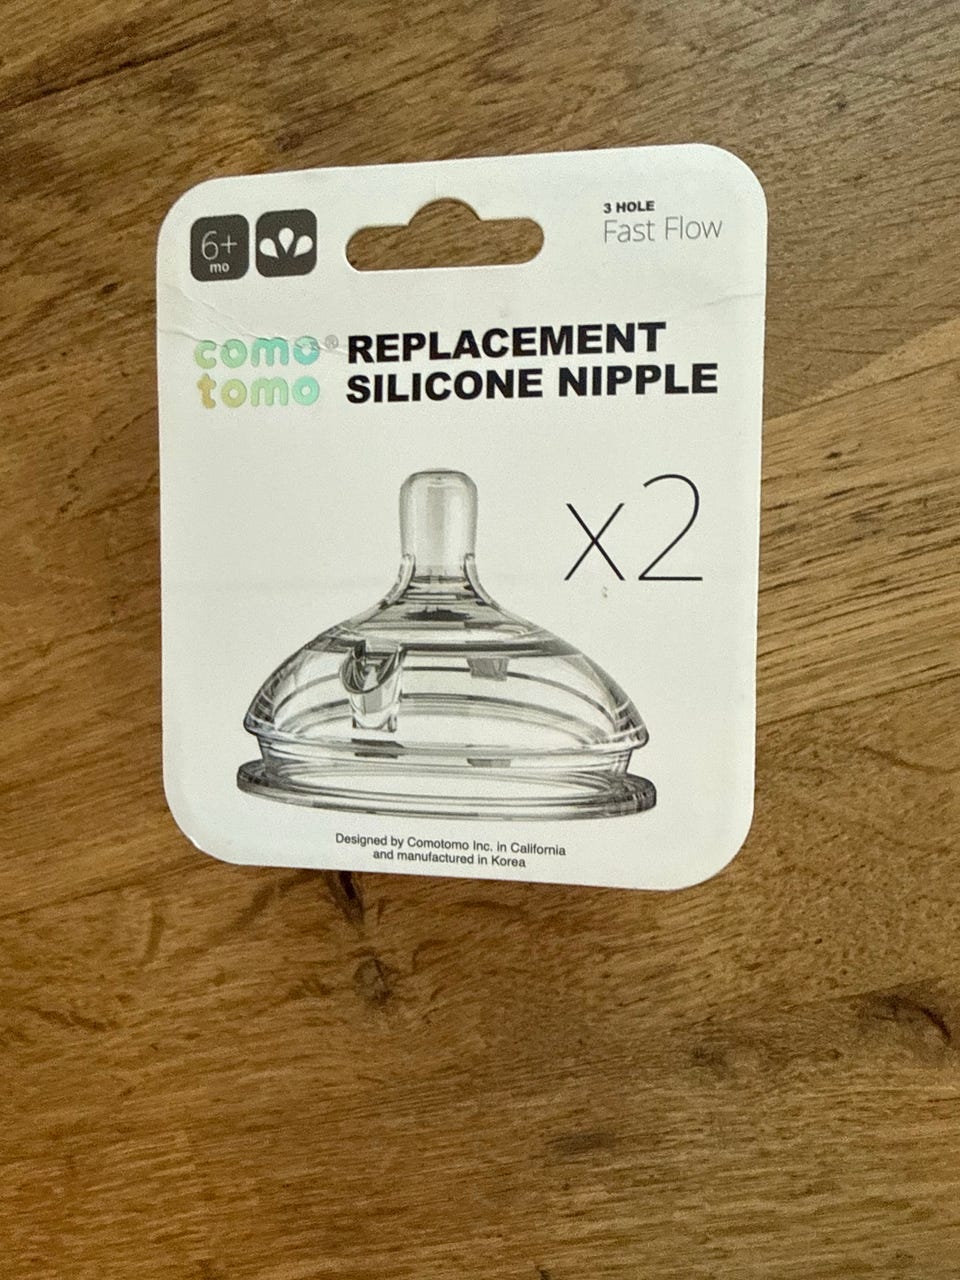 6+
mo
3 HOLE
Fast Flow
como®
tomo
REPLACEMENT
SILICONE NIPPLE
x2
Designed by Comotomo Inc. in California
and manufactured in Korea